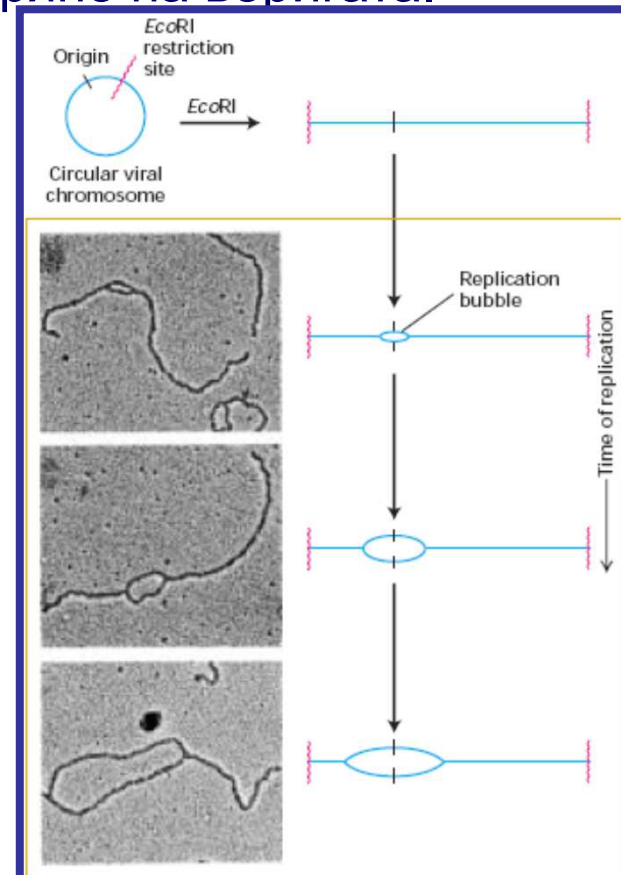 EcoRI
restriction
site
Origin
EcoRI
Circular viral
chromosome
Replication
bubble
Time of replication